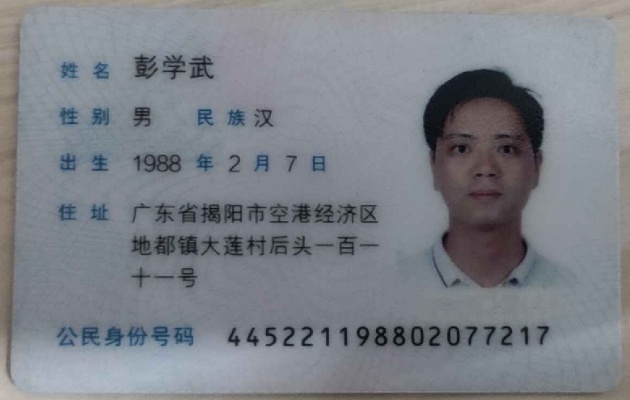 姓名 彭学武
性别 男 民族 汉
出生 1988 年 2 月 7 日
住址 广东省揭阳市空港经济区
地都镇大莲村后头一百一
十一号
公民身份号码 445221198802077217